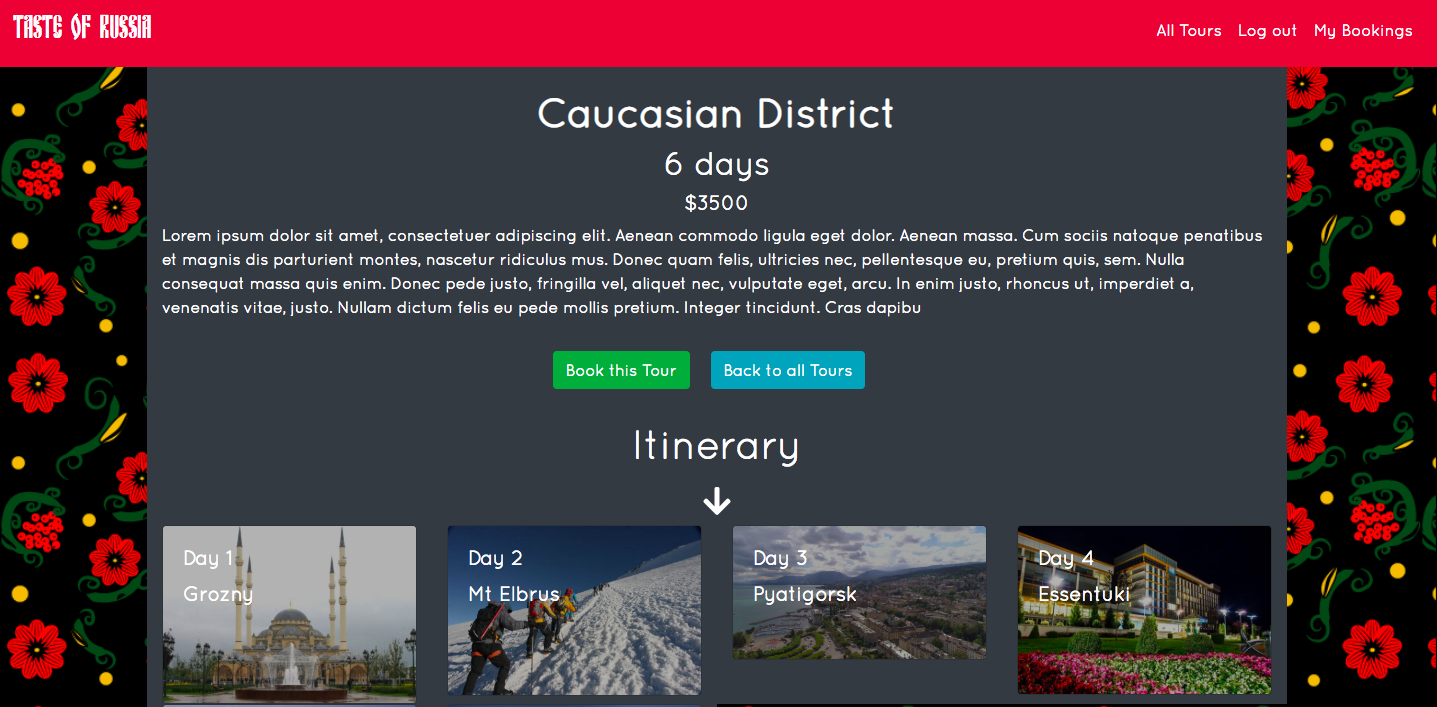 TASTE OF RUSSIA
All Tours Log out My Bookings
Caucasian District
6 days
$3500
Lorem ipsum dolor sit amet, consectetuer adipiscing elit. Aenean commodo ligula eget dolor. Aenean massa. Cum sociis natoque penatibus
et magnis dis parturient montes, nascetur ridiculus mus. Donec quam felis, ultricies nec, pellentesque eu, pretium quis, sem. Nulla
consequat massa quis enim. Donec pede justo, fringilla vel, aliquet nec, vulputate eget, arcu. In enim justo, rhoncus ut, imperdiet a,
venenatis vitae, justo. Nullam dictum felis eu pede mollis pretium. Integer tincidunt. Cras dapibu
Book this Tour Back to all Tours
Itinerary
Day 1
Grozny
Day 2
Mt Elbrus
Day 3
Pyatigorsk
Day 4
Essentuki